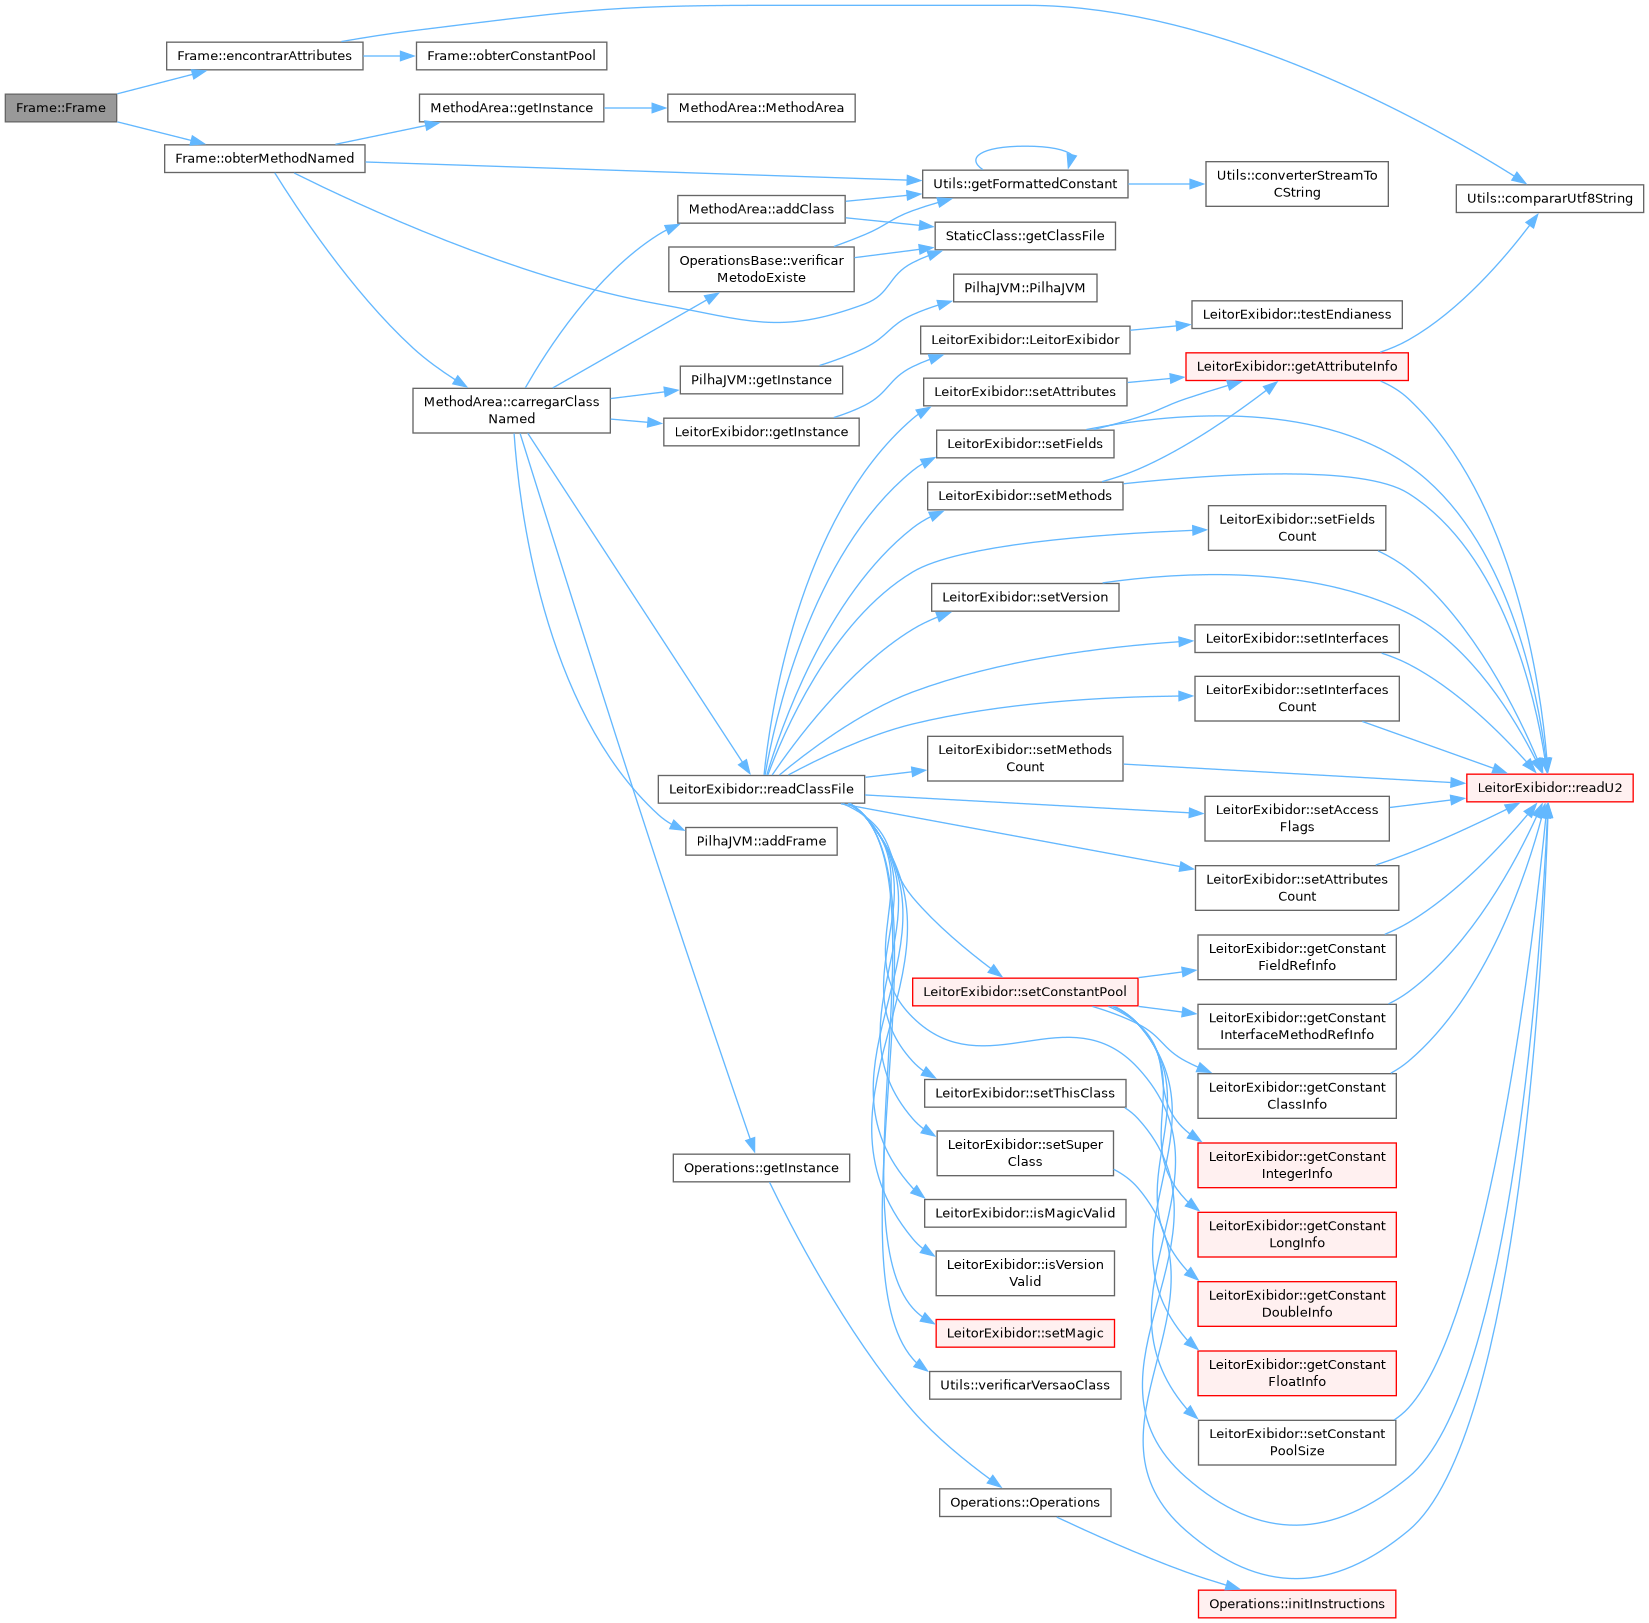 Frame::Frame
Frame::encontrarAttributes
Frame::obterConstantPool
Frame::obterMethodNamed
MethodArea::getInstance
MethodArea::MethodArea
MethodArea::carregarClass
Named
MethodArea::addClass
OperationsBase::verificar
MetodoExiste
PilhaJVM::getInstance
LeitorExibidor::getInstance
LeitorExibidor::readClassFile
PilhaJVM::addFrame
Operations::getInstance
Utils::getFormattedConstant
StaticClass::getClassFile
PilhaJVM::PilhaJVM
LeitorExibidor::LeitorExibidor
LeitorExibidor::setAttributes
LeitorExibidor::setFields
LeitorExibidor::setMethods
LeitorExibidor::setVersion
LeitorExibidor::setMethods
Count
LeitorExibidor::setConstantPool
LeitorExibidor::setThisClass
LeitorExibidor::setSuper
Class
LeitorExibidor::isMagicValid
LeitorExibidor::isVersion
Valid
LeitorExibidor::setMagic
Utils::verificarVersaoClass
Operations::Operations
Utils::converterStreamTo
CString
LeitorExibidor::testEndianess
LeitorExibidor::getAttributeInfo
LeitorExibidor::setFields
Count
LeitorExibidor::setInterfaces
LeitorExibidor::setInterfaces
Count
LeitorExibidor::setAccess
Flags
LeitorExibidor::setAttributes
Count
LeitorExibidor::getConstant
FieldRefInfo
LeitorExibidor::getConstant
InterfaceMethodRefInfo
LeitorExibidor::getConstant
ClassInfo
LeitorExibidor::getConstant
IntegerInfo
LeitorExibidor::getConstant
LongInfo
LeitorExibidor::getConstant
DoubleInfo
LeitorExibidor::getConstant
FloatInfo
LeitorExibidor::setConstant
PoolSize
Operations::initInstructions
Utils::compararUtf8String
LeitorExibidor::readU2